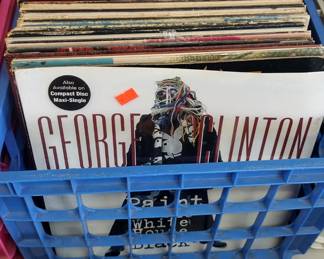 Also
Available on
Compact Disc
Maxi-Single
GEORGE CLINTON
Paint
White
House
Black